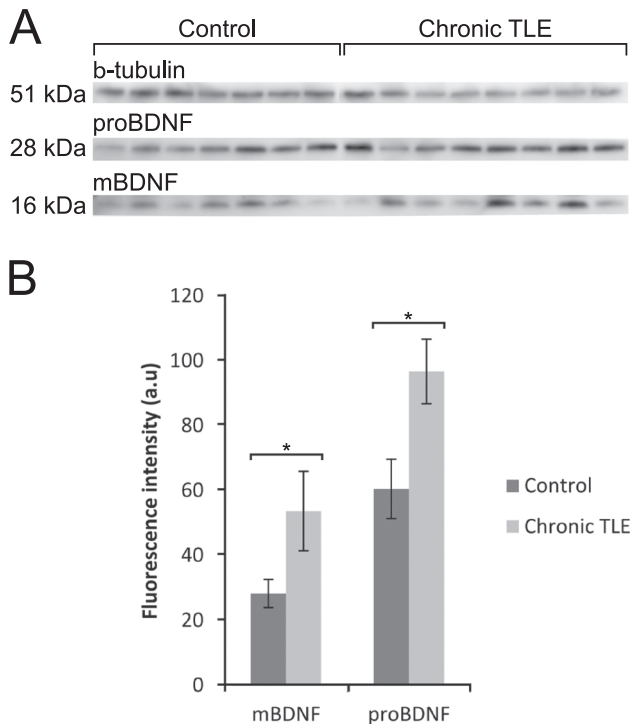 A
Control Chronic TLE
b-tubulin
51 kDa
proBDNF
28 kDa
mBDNF
16 kDa
B
120
100
80
60
40
20
0
Fluorescence intensity (a.u)
*
*
mBDNF proBDNF
Control
Chronic TLE